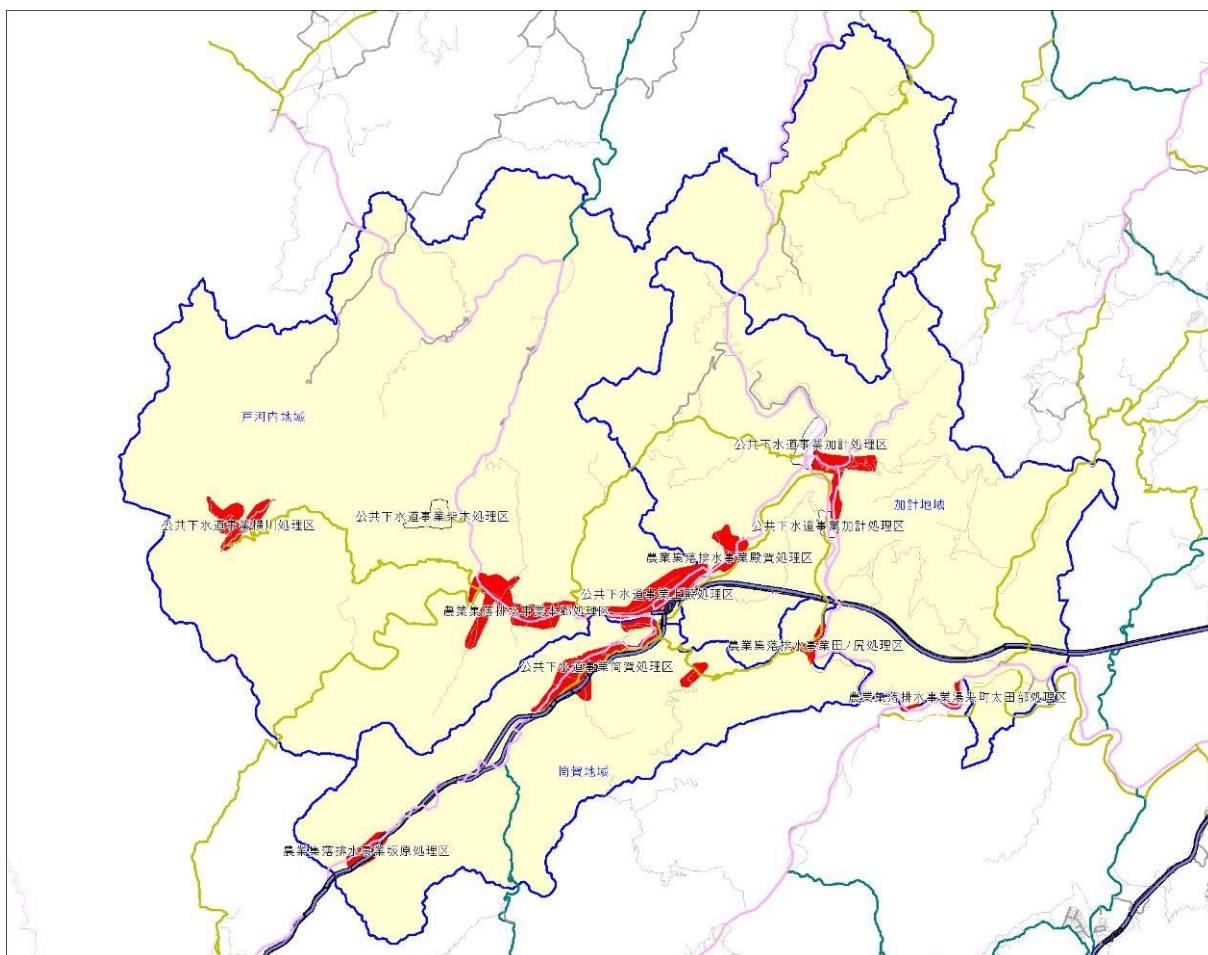 戸河内地域
公共下水道事業加計処理区
加計地域
公共下水道事業横川処理区
公共下水道事業柴木処理区
公共下水道事業加計処理区
農業集落排水事業殿賀処理区
公共下水道事業上殿処理区
農業集落排水事業本郷処理区
農業集落排水事業田ノ尻処理区
公共下水道事業筒賀処理区
農業集落排水事業湯来町太田部処理区
筒賀地域
農業集落排水事業坂原処理区